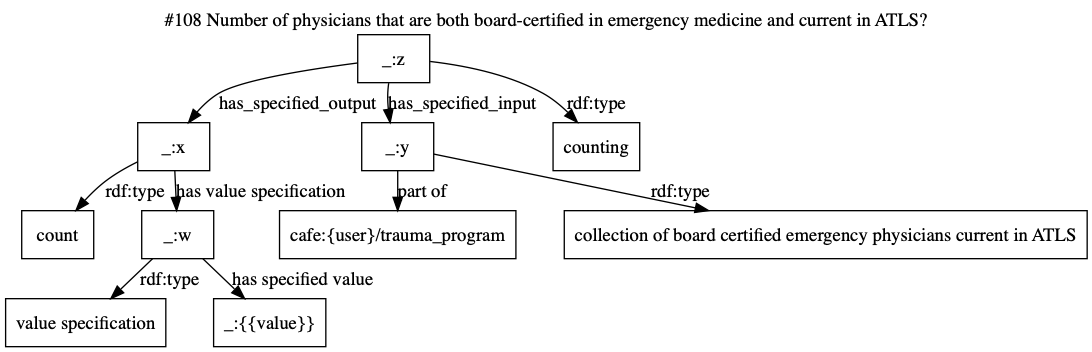 #108 Number of physicians that are both board-certified in emergency medicine and current in ATLS?
_:z
has_specified_output
has_specified_input
rdf:type
_:x
_:y
counting
rdf:type
has value specification
part of
rdf:type
count
_:w
cafe:{user}/trauma_program
collection of board certified emergency physicians current in ATLS
rdf:type
has specified value
value specification
_:{{value}}